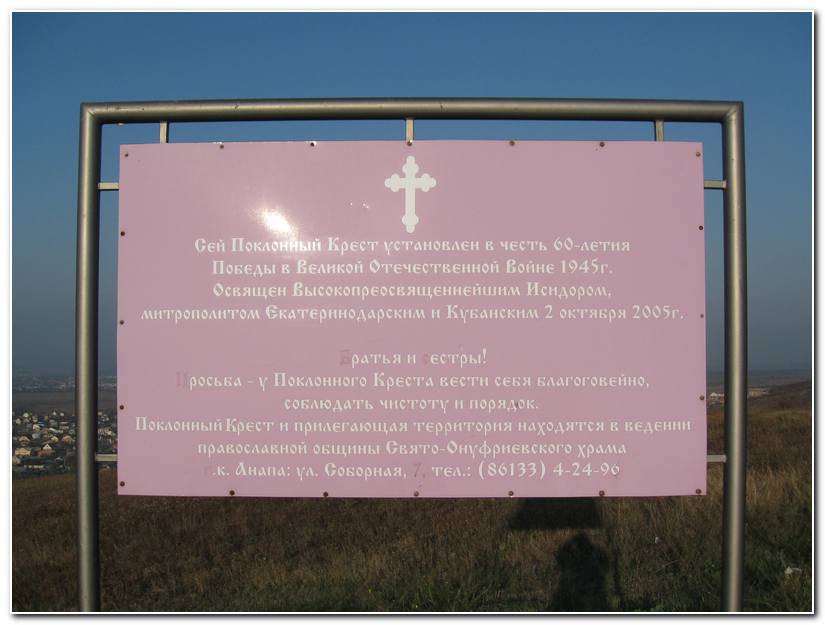 Сей Поклонный Крест установлен в честь 60-летия
Победы в Великой Отечественной Войне 1945г.
Освящен Высокопреосвященнейшим Исидором,
митрополитом Екатеринодарским и Кубанским 2 октября 2005г.
Братья и сестры!
Просьба - у Поклонного Креста вести себя благоговейно,
соблюдать чистоту и порядок.
Поклонный Крест и прилегающая территория находятся в ведении
православной общины Свято-Онуфриевского храма
г.к. Анапа: ул. Соборная, 7, тел.: (86133) 4-24-96